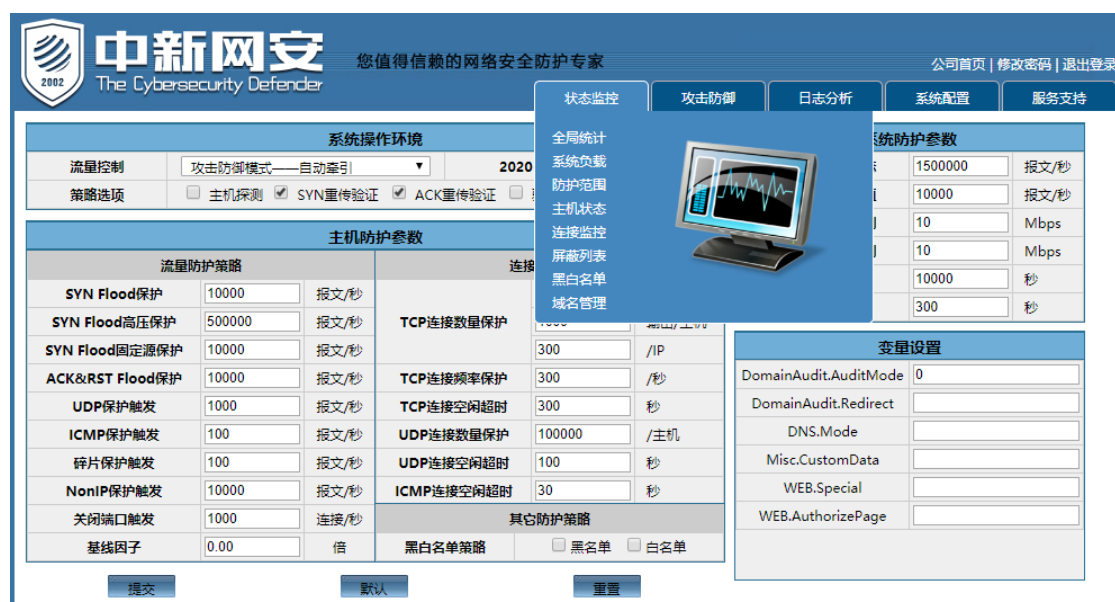 2002
中新网安
The Cybersecurity Defender
您值得信赖的网络安全防护专家
公司首页 | 修改密码 | 退出登录
状态监控 攻击防御 日志分析 系统配置 服务支持
全局统计
系统负载
防护范围
主机状态
连接监控
屏蔽列表
黑白名单
域名管理
系统操作环境
流量控制 攻击防御模式——自动牵引 2020
策略选项 主机探测 SYN重传验证 ACK重传验证
统防护参数
1500000 报文/秒
10000 报文/秒
10 Mbps
10 Mbps
10000 秒
300 秒
主机防护参数
流量防护策略 连接
SYN Flood保护 10000 报文/秒
SYN Flood高压保护 500000 报文/秒 TCP连接数量保护
SYN Flood固定源保护 10000 报文/秒 300 /IP
ACK&RST Flood保护 10000 报文/秒 TCP连接频率保护 300 /秒
UDP保护触发 1000 报文/秒 TCP连接空闲超时 300 秒
ICMP保护触发 100 报文/秒 UDP连接数量保护 100000 /主机
碎片保护触发 100 报文/秒 UDP连接空闲超时 100 秒
NonIP保护触发 10000 报文/秒 ICMP连接空闲超时 30 秒
关闭端口触发 1000 连接/秒 其它防护策略
基线因子 0.00 倍 黑白名单策略 黑名单 白名单
变量设置
DomainAudit.AuditMode 0
DomainAudit.Redirect
DNS.Mode
Misc.CustomData
WEB.Special
WEB.AuthorizePage
提交 默认 重置